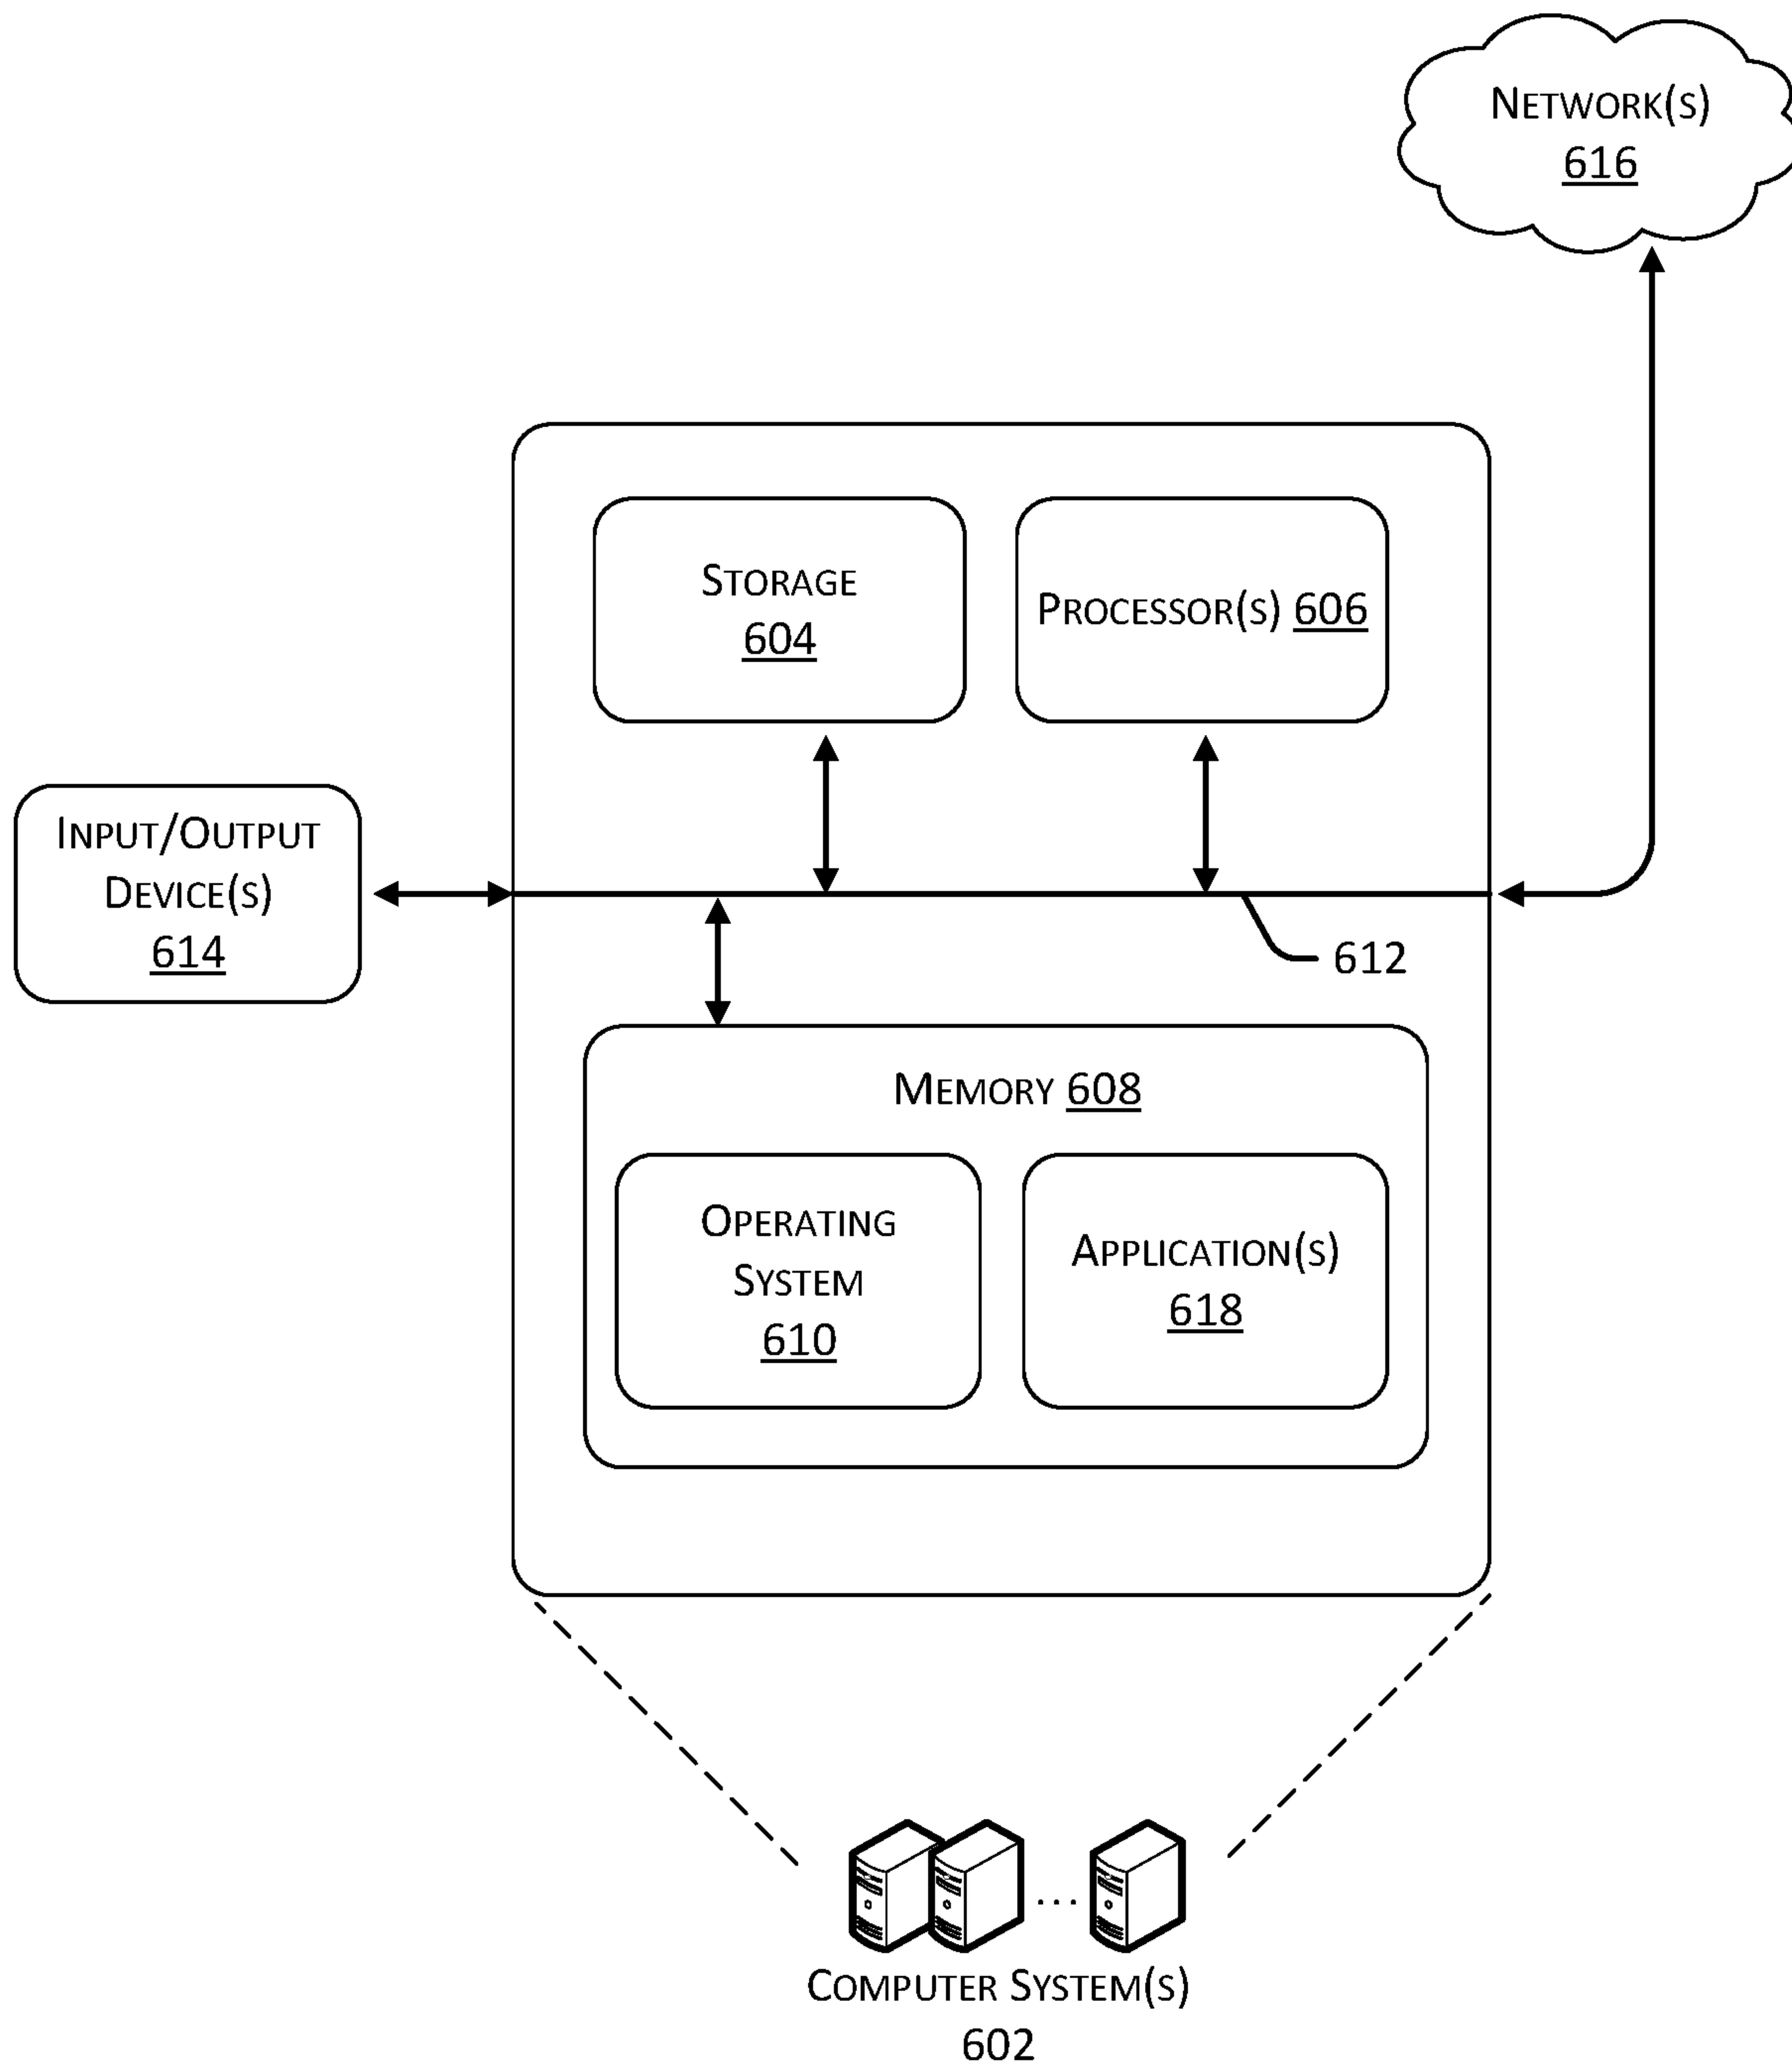 NETWORK(S)
616
STORAGE
604
PROCESSOR(S) 606
INPUT/OUTPUT
DEVICE(S)
614
612
MEMORY 608
OPERATING
SYSTEM
610
APPLICATION(S)
618
...
COMPUTER SYSTEM(S)
602